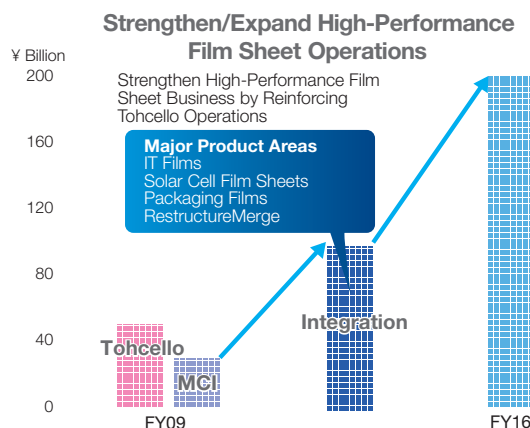 Strengthen/Expand High-Performance
Film Sheet Operations
¥ Billion
200
Strengthen High-Performance Film
Sheet Business by Reinforcing
Tohcello Operations
160
Major Product Areas
IT Films
Solar Cell Film Sheets
Packaging Films
RestructureMerge
120
80
Integration
40
Tohcello
MCI
0
FY09
FY16